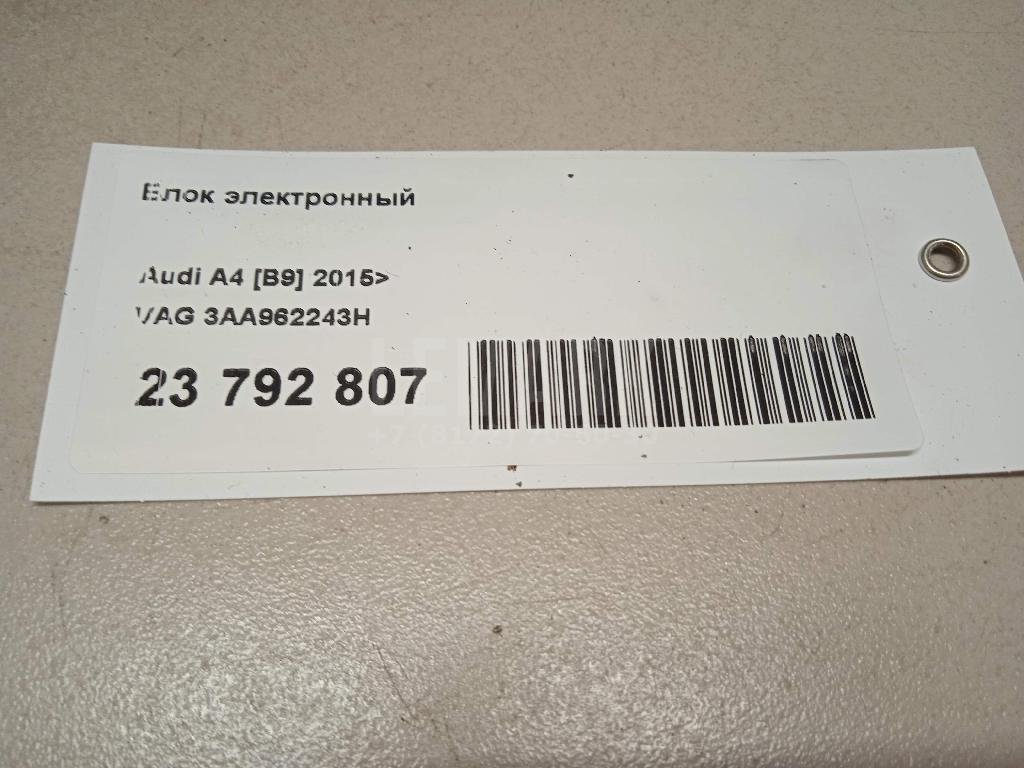 Блок электронный
Audi A4 [B9] 2015>
VAG 3AA962243H
23 792 807